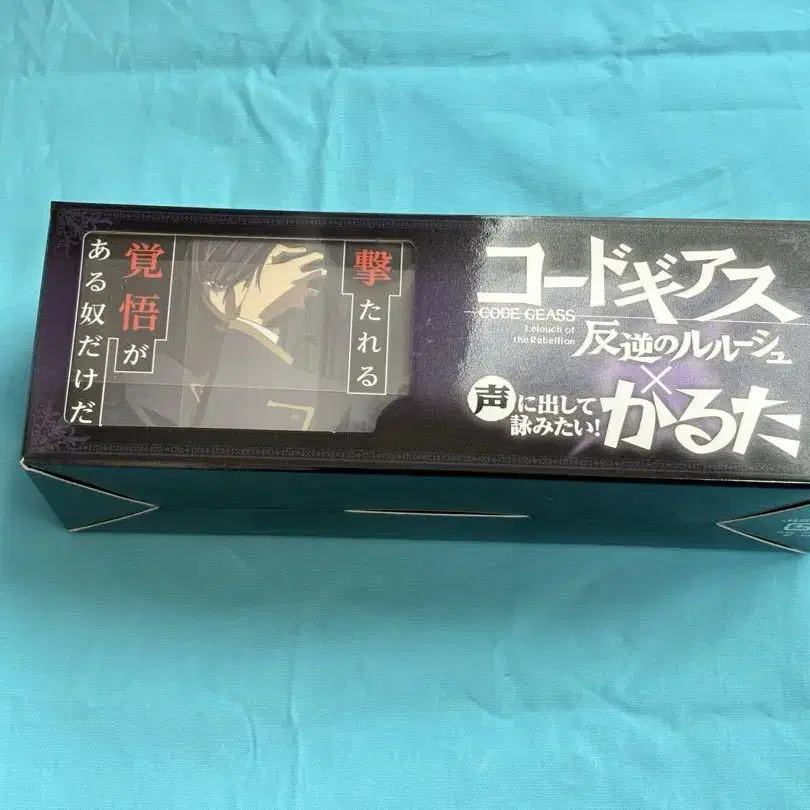 撃たれる
覚悟が
ある奴だけだ
コードギアス
CODE GEASS
Lelouch of
the Rebellion
反逆のルルーシュ
×
声に出して
詠みたい!
かるた